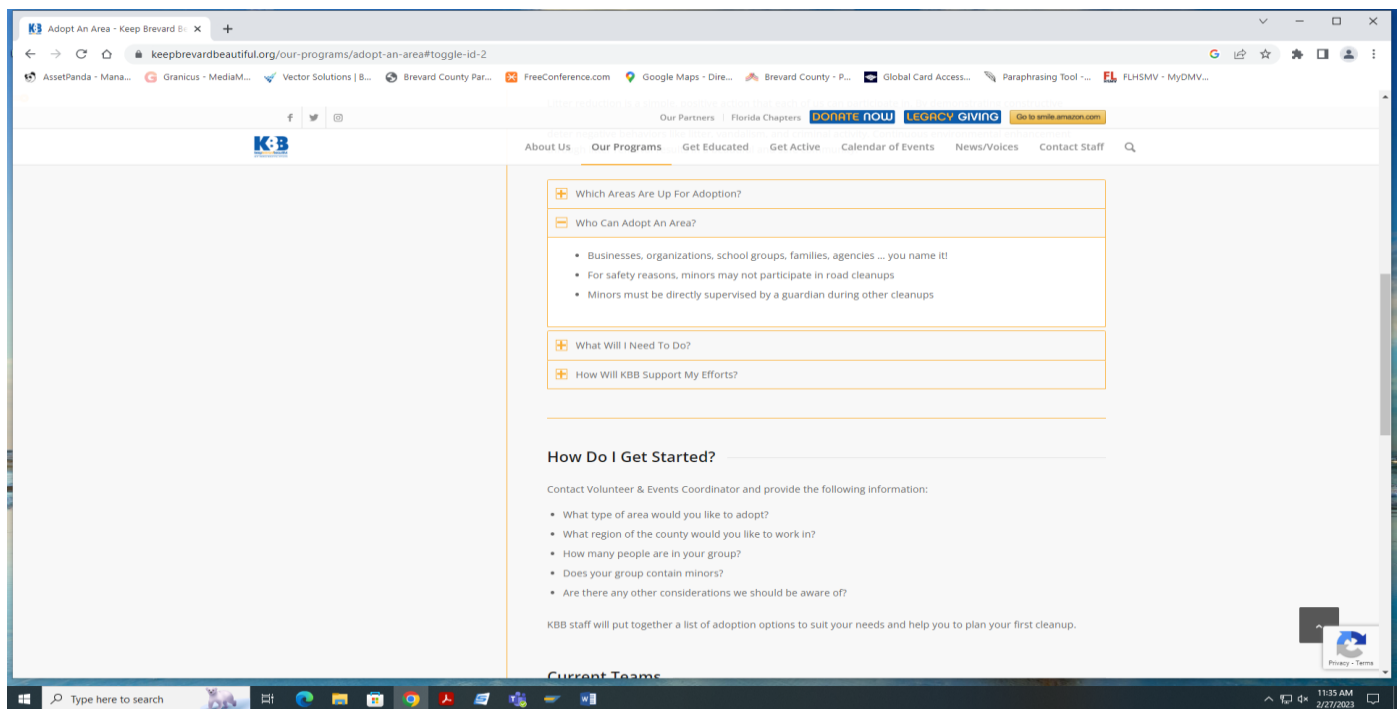 Adopt An Area - Keep Brevard Be
keepbrevardbeautiful.org/our-programs/adopt-an-area#toggle-id-2
AssetPanda - Mana... Granicus - MediaM... Vector Solutions | B... Brevard County Par... FreeConference.com Google Maps - Dire... Brevard County - P... Global Card Access... Paraphrasing Tool -... FLHSMV - MyDMV...
Our Partners Florida Chapters DONATE NOW LEGACY GIVING Go to smile.amazon.com
KBB About Us Our Programs Get Educated Get Active Calendar of Events News/Voices Contact Staff
Which Areas Are Up For Adoption?
Who Can Adopt An Area?
• Businesses, organizations, school groups, families, agencies ... you name it!
• For safety reasons, minors may not participate in road cleanups
• Minors must be directly supervised by a guardian during other cleanups
What Will I Need To Do?
How Will KBB Support My Efforts?
How Do I Get Started?
Contact Volunteer & Events Coordinator and provide the following information:
• What type of area would you like to adopt?
• What region of the county would you like to work in?
• How many people are in your group?
• Does your group contain minors?
• Are there any other considerations we should be aware of?
KBB staff will put together a list of adoption options to suit your needs and help you to plan your first cleanup.
Privacy - Terms
Current Teams
Type here to search
11:35 AM
2/27/2023